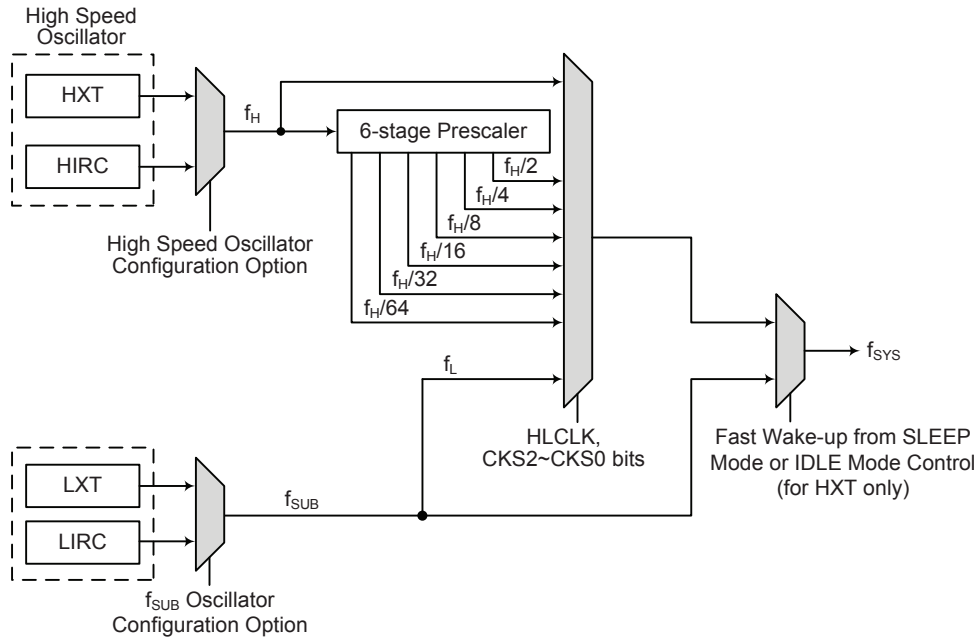 High Speed
Oscillator
HXT
HIRC
High Speed Oscillator
Configuration Option
fH
6-stage Prescaler
fH/2
fH/4
fH/8
fH/16
fH/32
fH/64
fL
HLCLK,
CKS2~CKS0 bits
fSYS
Fast Wake-up from SLEEP
Mode or IDLE Mode Control
(for HXT only)
LXT
LIRC
fSUB
fSUB Oscillator
Configuration Option